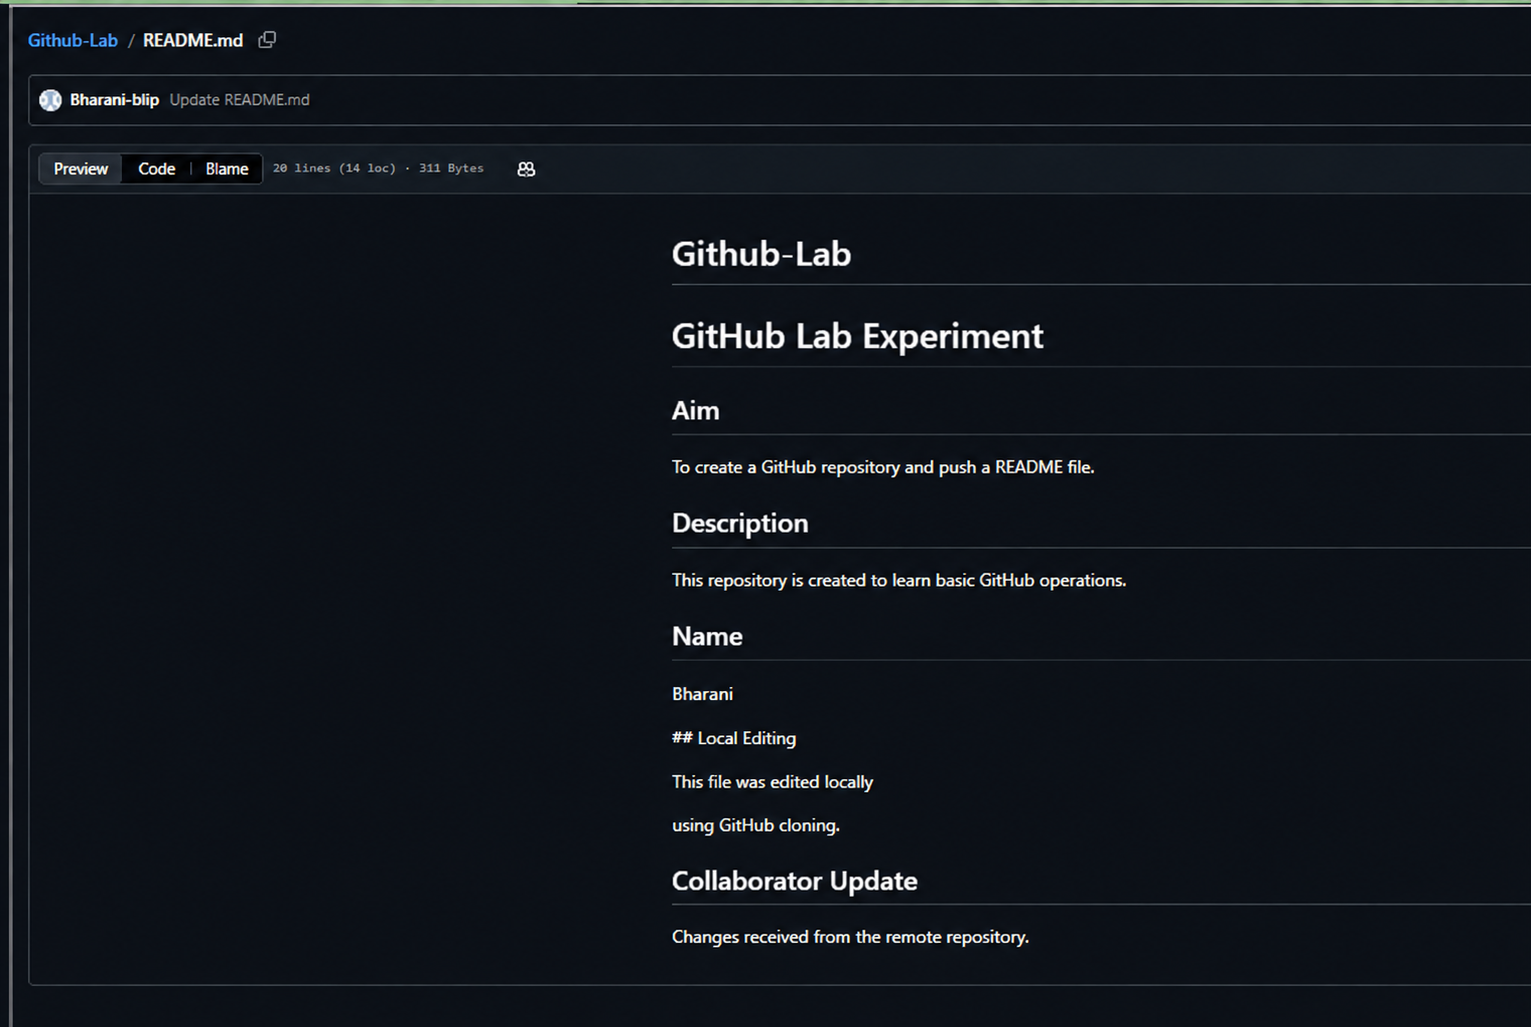 Github-Lab / README.md
Bharani-blip Update README.md
Preview Code Blame 20 lines (14 loc) · 311 Bytes
Github-Lab
GitHub Lab Experiment
Aim
To create a GitHub repository and push a README file.
Description
This repository is created to learn basic GitHub operations.
Name
Bharani
## Local Editing
This file was edited locally
using GitHub cloning.
Collaborator Update
Changes received from the remote repository.